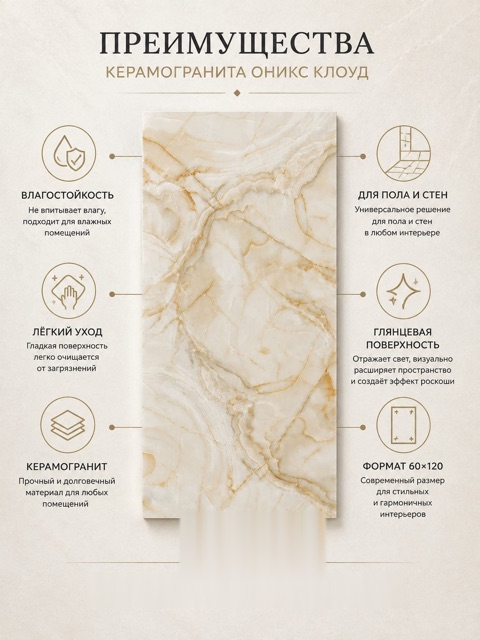 ПРЕИМУЩЕСТВА
КЕРАМОГРАНИТА ОНИКС КЛОУД
ВЛАГОСТОЙКОСТЬ
Не впитывает влагу,
подходит для влажных
помещений
ЛЁГКИЙ УХОД
Гладкая поверхность
легко очищается
от загрязнений
КЕРАМОГРАНИТ
Прочный и долговечный
материал для любых
помещений
ДЛЯ ПОЛА И СТЕН
Универсальное решение
для пола и стен
в любом интерьере
ГЛЯНЦЕВАЯ
ПОВЕРХНОСТЬ
Отражает свет, визуально
расширяет пространство
и создаёт эффект роскоши
ФОРМАТ 60×120
Современный размер
для стильных
и гармоничных
интерьеров